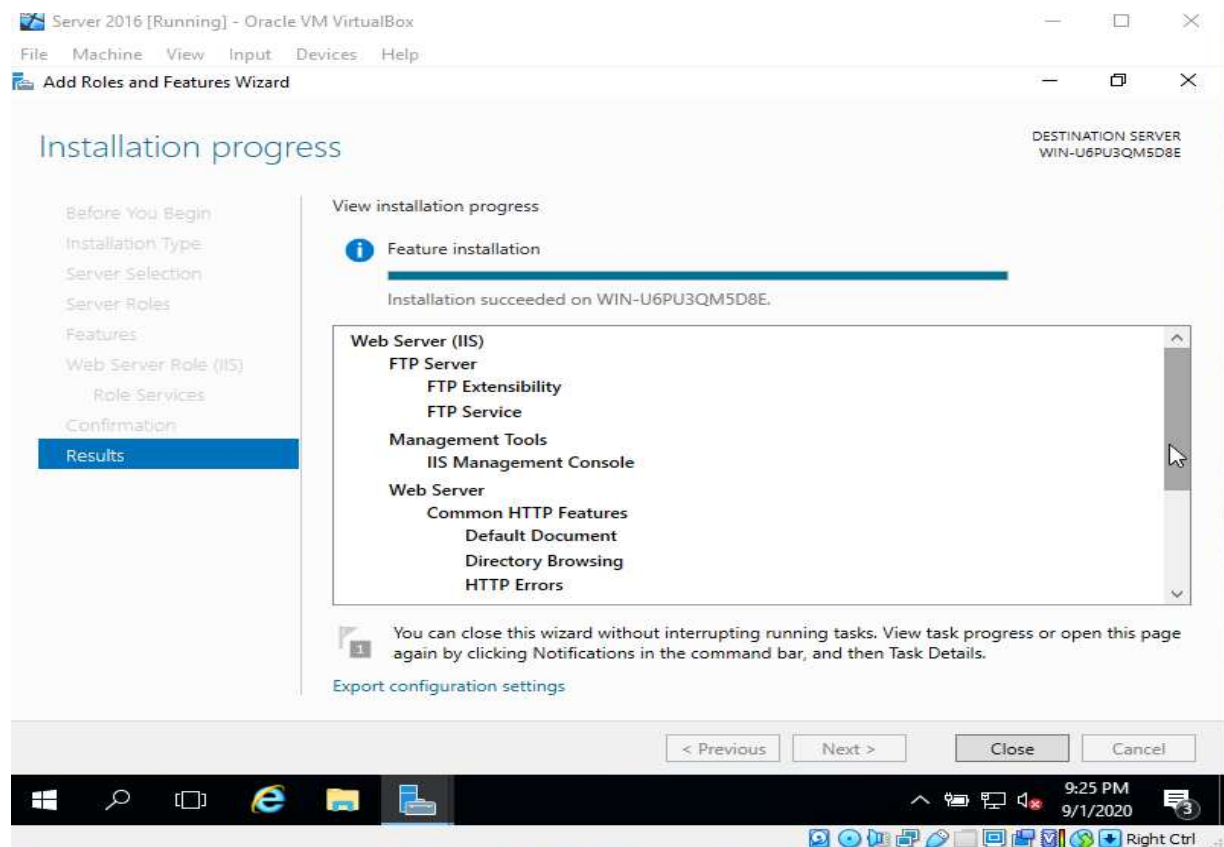 Server 2016 [Running] - Oracle VM VirtualBox
File Machine View Input Devices Help
Add Roles and Features Wizard
Installation progress
DESTINATION SERVER
WIN-U6PU3QM5D8E
Before You Begin
Installation Type
Server Selection
Server Roles
Features
Web Server Role (IIS)
Role Services
Confirmation
Results
View installation progress
Feature installation
Installation succeeded on WIN-U6PU3QM5D8E.
Web Server (IIS)
FTP Server
FTP Extensibility
FTP Service
Management Tools
IIS Management Console
Web Server
Common HTTP Features
Default Document
Directory Browsing
HTTP Errors
1
You can close this wizard without interrupting running tasks. View task progress or open this page
again by clicking Notifications in the command bar, and then Task Details.
Export configuration settings
< Previous Next > Close Cancel
9:25 PM
9/1/2020
3
Right Ctrl